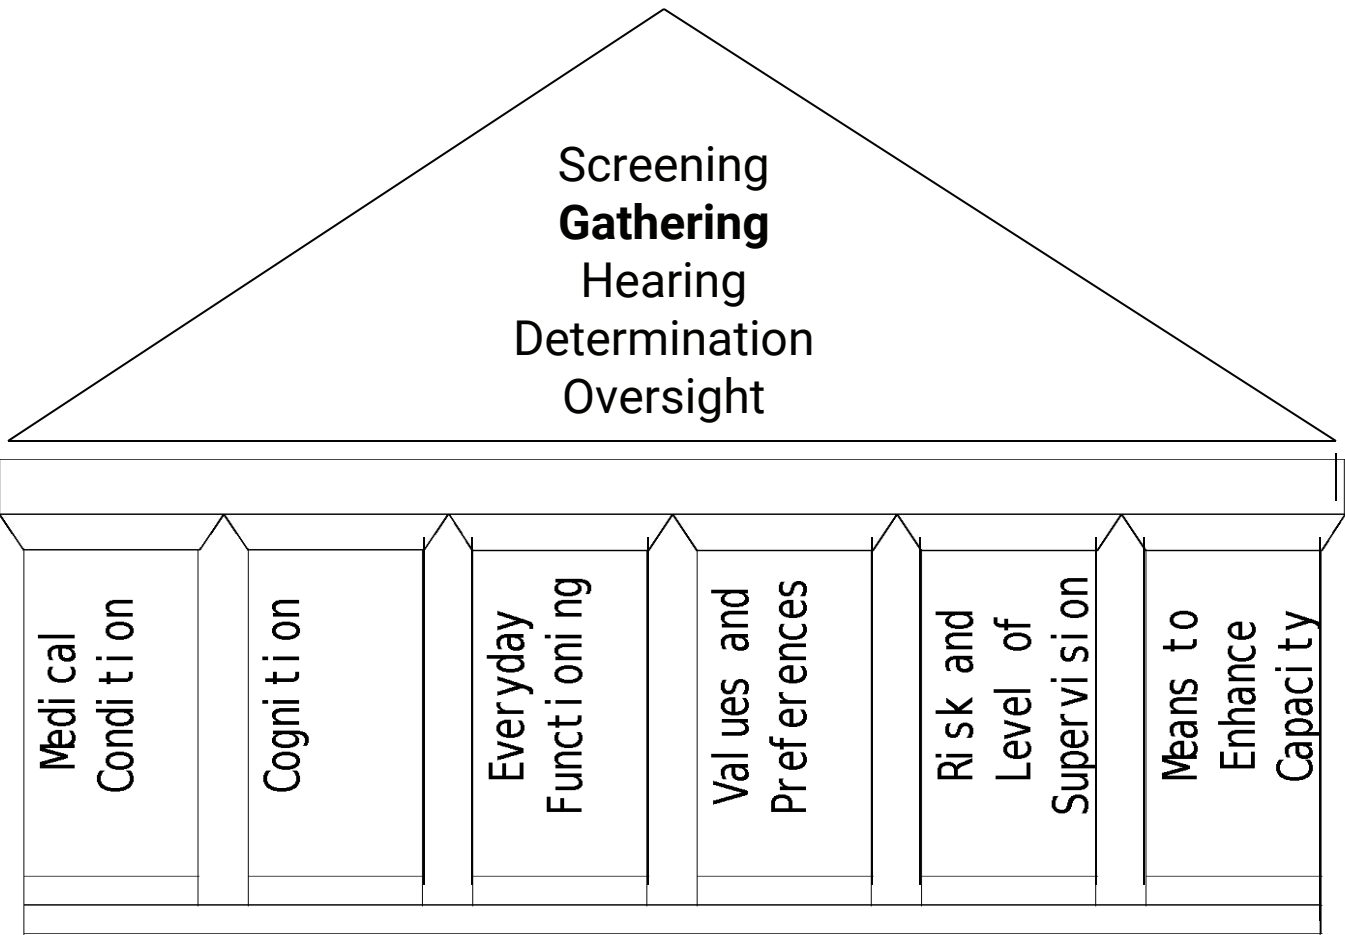 Screening
Gathering
Hearing
Determination
Oversight
Medical
Condition
Cognition
Everyday
Functioning
Values and
Preferences
Risk and
Level of
Supervision
Means to
Enhance
Capacity